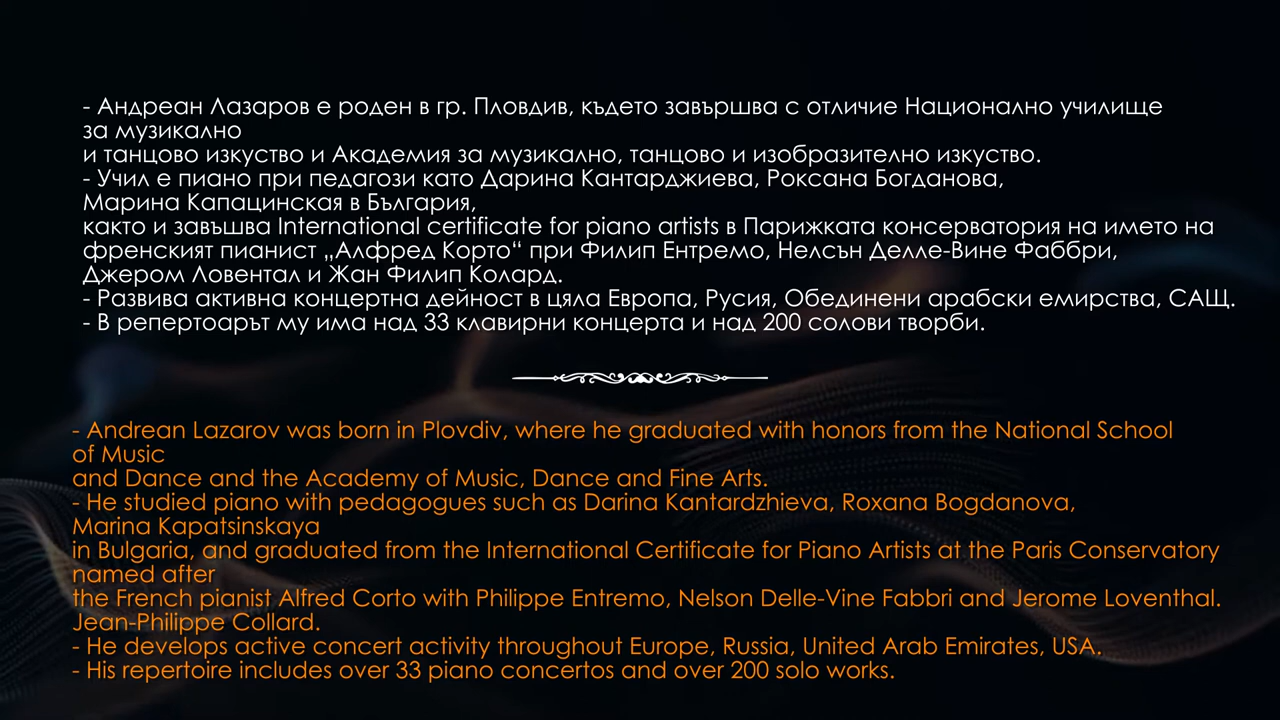 - Андреан Лазаров е роден в гр. Пловдив, където завършва с отличие Национално училище
за музикално
и танцово изкуство и Академия за музикално, танцово и изобразително изкуство.
- Учил е пиано при педагози като Дарина Кантарджиева, Роксана Богданова,
Марина Капацинская в България,
както и завъшва International certificate for piano artists в Парижката консерватория на името на
френският пианист „Алфред Корто“ при Филип Ентремо, Нелсън Делле-Вине Фаббри,
Джером Ловентал и Жан Филип Колард.
- Развива активна концертна дейност в цяла Европа, Русия, Обединени арабски емирства, САЩ.
- В репертоарът му има над 33 клавирни концерта и над 200 солови творби.
- Andrean Lazarov was born in Plovdiv, where he graduated with honors from the National School
of Music
and Dance and the Academy of Music, Dance and Fine Arts.
- He studied piano with pedagogues such as Darina Kantardzhieva, Roxana Bogdanova,
Marina Kapatsinskaya
in Bulgaria, and graduated from the International Certificate for Piano Artists at the Paris Conservatory
named after
the French pianist Alfred Corto with Philippe Entremo, Nelson Delle-Vine Fabbri and Jerome Loventhal.
Jean-Philippe Collard.
- He develops active concert activity throughout Europe, Russia, United Arab Emirates, USA.
- His repertoire includes over 33 piano concertos and over 200 solo works.